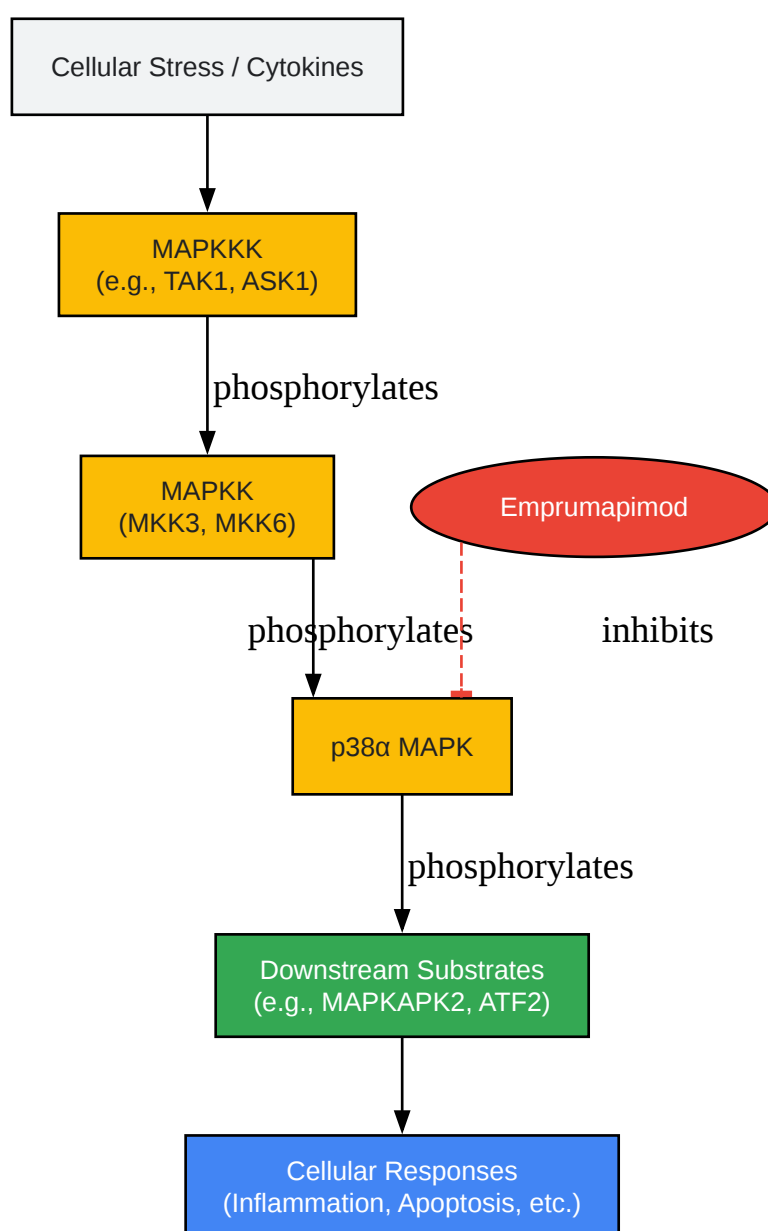 Cellular Stress / Cytokines
MAPKKK
(e.g., TAK1, ASK1)
phosphorylates
MAPKK
(MKK3, MKK6)
Emprumapimod
phosphorylates
inhibits
p38α MAPK
phosphorylates
Downstream Substrates
(e.g., MAPKAPK2, ATF2)
Cellular Responses
(Inflammation, Apoptosis, etc.)